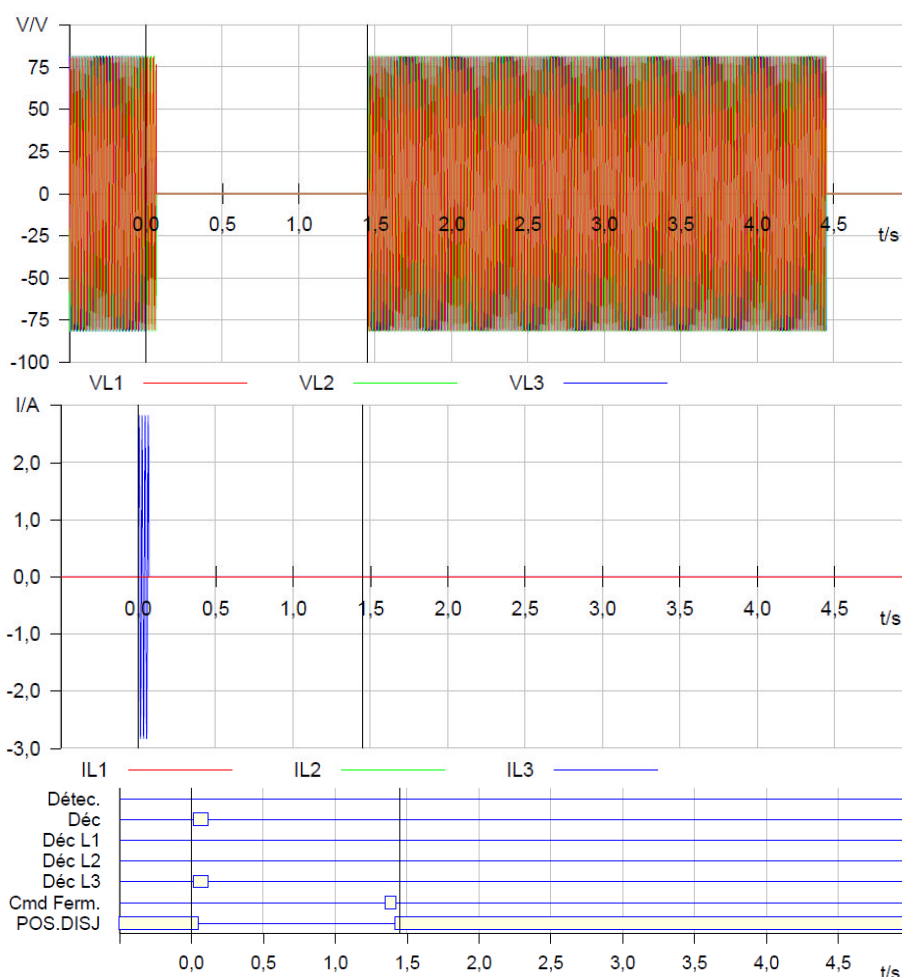 V/V
75
50
25
0
-25
-50
-75
-100
0,0 0,5 1,0 1,5 2,0 2,5 3,0 3,5 4,0 4,5
t/s
VL1 VL2 VL3
I/A
2,0
1,0
0,0
-1,0
-2,0
-3,0
0,0 0,5 1,0 1,5 2,0 2,5 3,0 3,5 4,0 4,5
t/s
IL1 IL2 IL3
Détec.
Déc
Déc L1
Déc L2
Déc L3
Cmd Ferm.
POS.DISJ
0,0 0,5 1,0 1,5 2,0 2,5 3,0 3,5 4,0 4,5
t/s